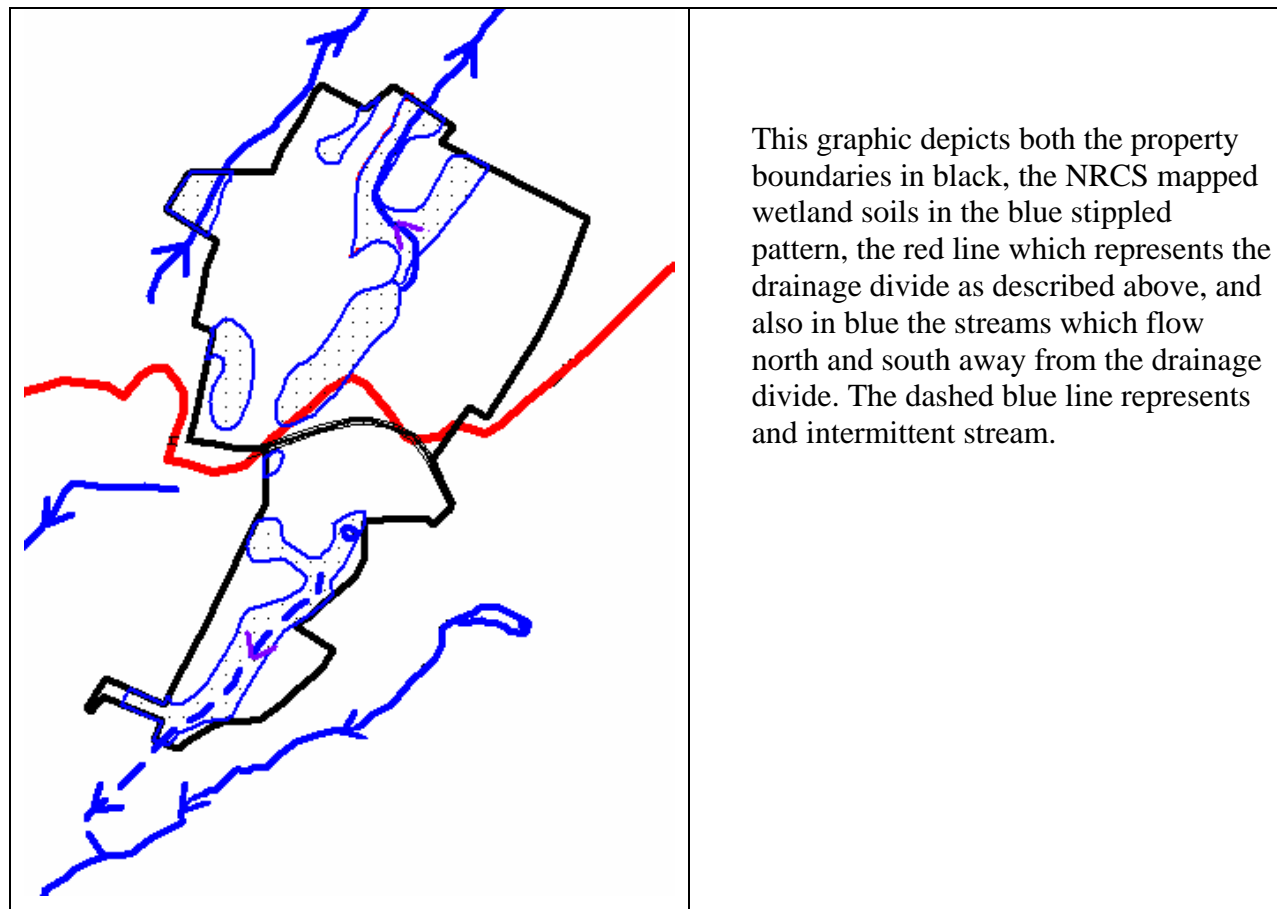 This graphic depicts both the property
boundaries in black, the NRCS mapped
wetland soils in the blue stippled
pattern, the red line which represents the
drainage divide as described above, and
also in blue the streams which flow
north and south away from the drainage
divide. The dashed blue line represents
and intermittent stream.